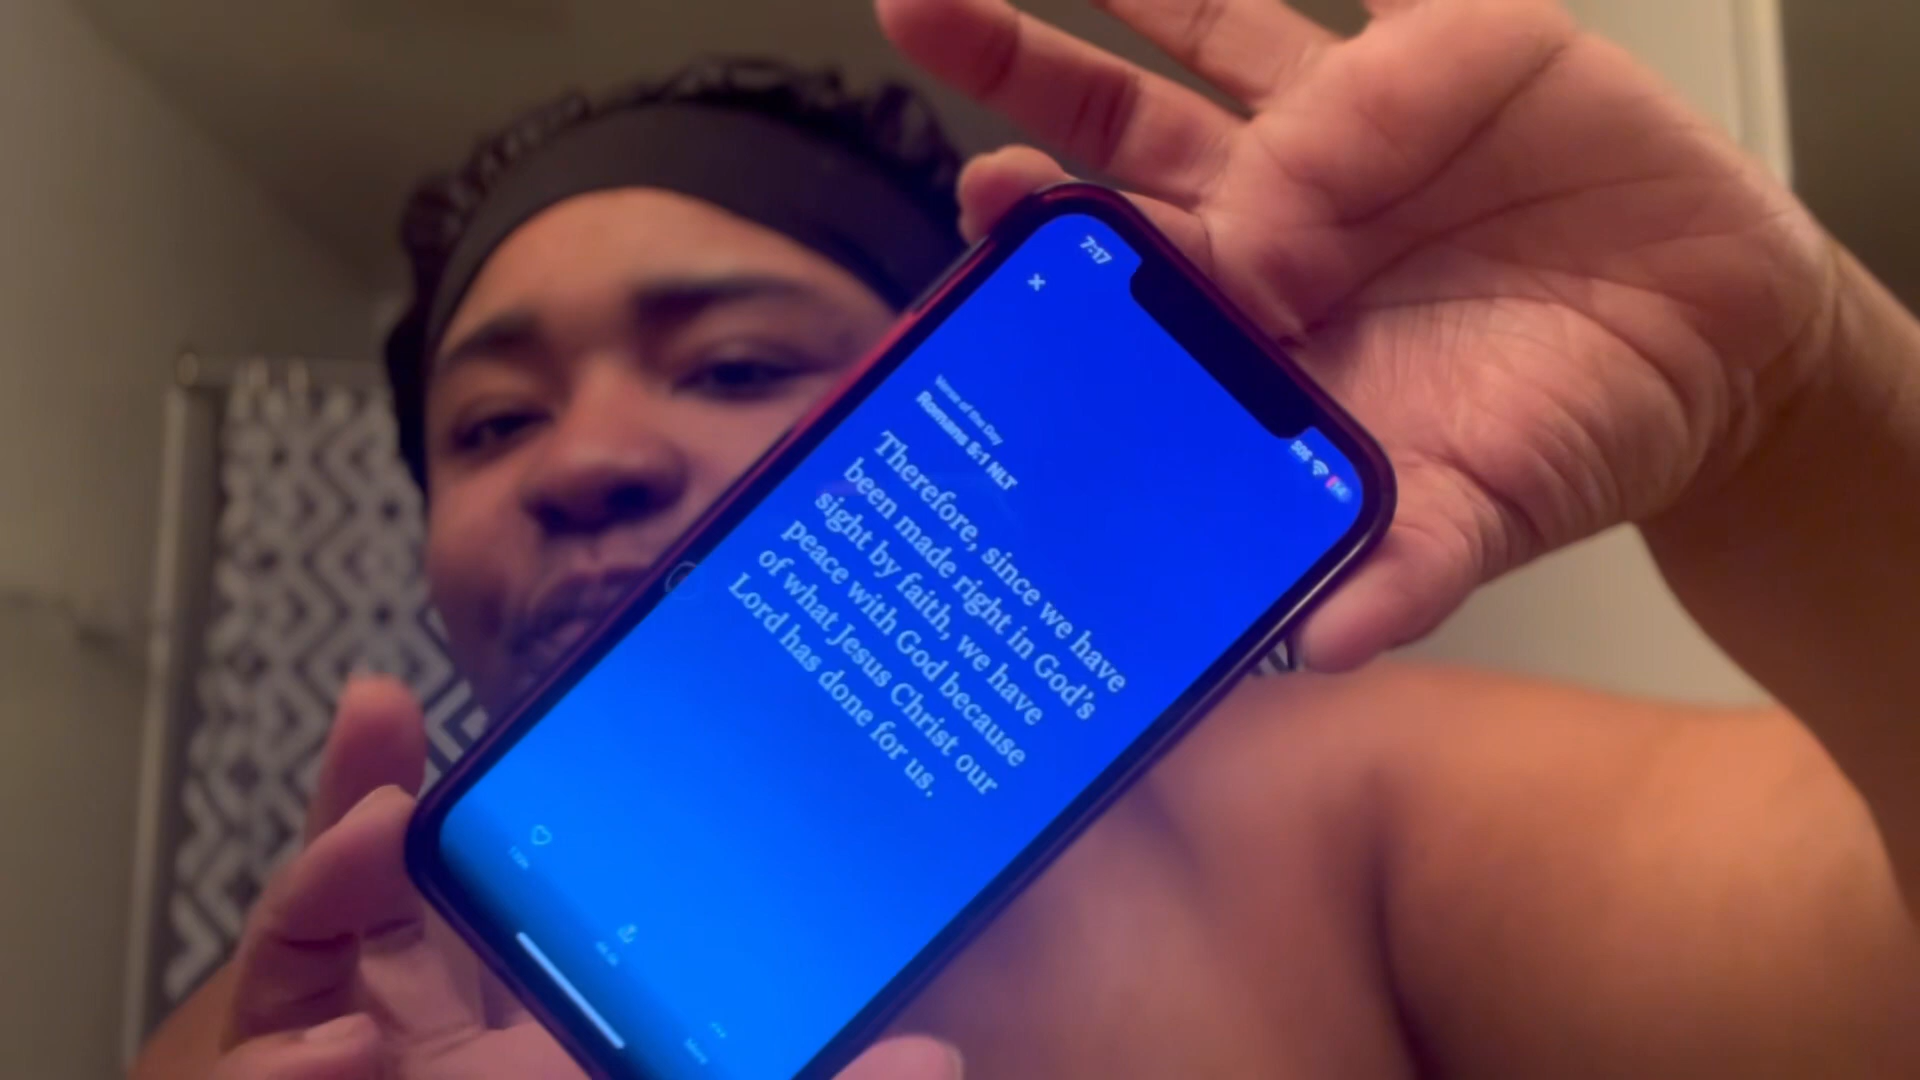 7:17
SOS
Verse of the Day
Romans 5:1 NLT
Therefore, since we have
been made right in God's
sight by faith, we have
peace with God because
of what Jesus Christ our
Lord has done for us.
More